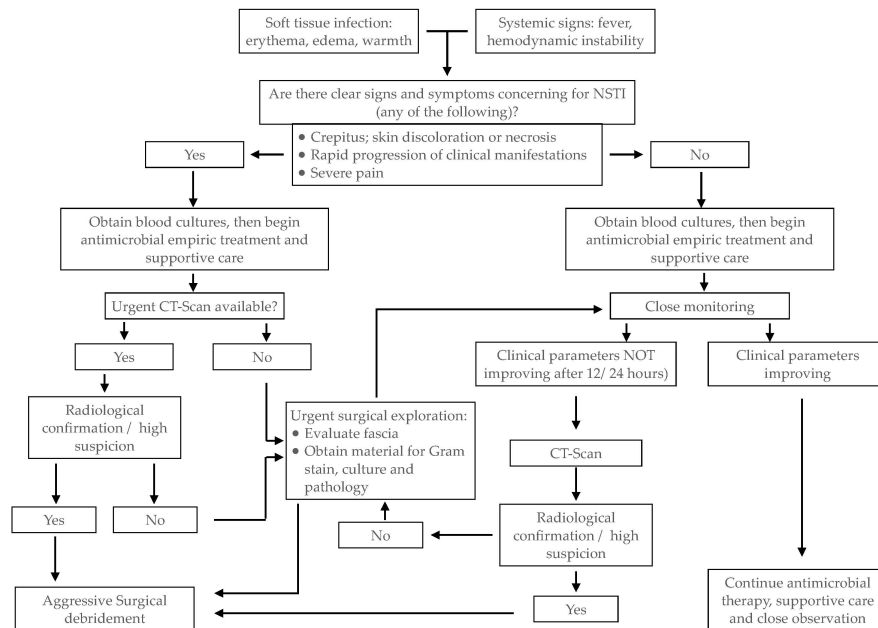 Soft tissue infection:
erythema, edema, warmth
Systemic signs: fever,
hemodynamic instability
Are there clear signs and symptoms concerning for NSTI
(any of the following)?
● Crepitus; skin discoloration or necrosis
● Rapid progression of clinical manifestations
● Severe pain
Yes
No
Obtain blood cultures, then begin
antimicrobial empiric treatment and
supportive care
Obtain blood cultures, then begin
antimicrobial empiric treatment and
supportive care
Urgent CT-Scan available?
Close monitoring
Yes
No
Clinical parameters NOT
improving after 12/ 24 hours)
Clinical parameters
improving
Radiological
confirmation / high
suspicion
Urgent surgical exploration:
● Evaluate fascia
● Obtain material for Gram
stain, culture and
pathology
CT-Scan
Yes
No
No
Radiological
confirmation / high
suspicion
Aggressive Surgical
debridement
Yes
Continue antimicrobial
therapy, supportive care
and close observation